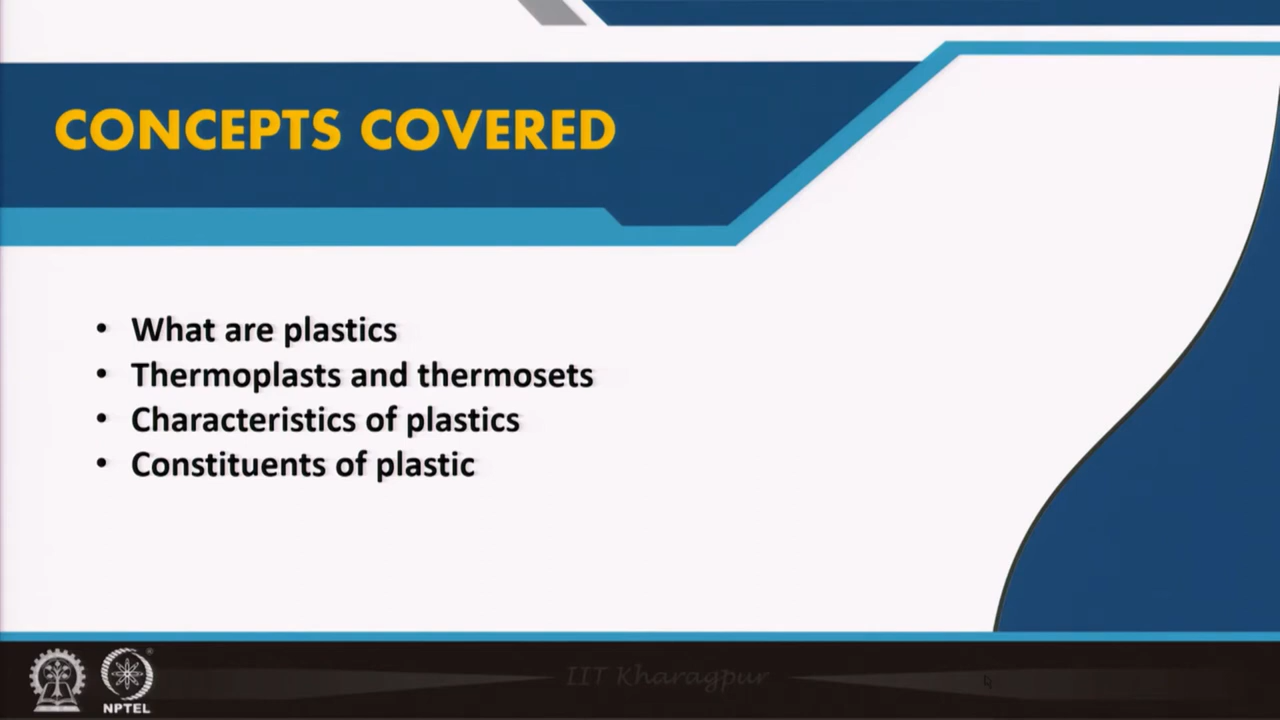 CONCEPTS COVERED
• What are plastics
• Thermoplasts and thermosets
• Characteristics of plastics
• Constituents of plastic
IIT Kharagpur
NPTEL